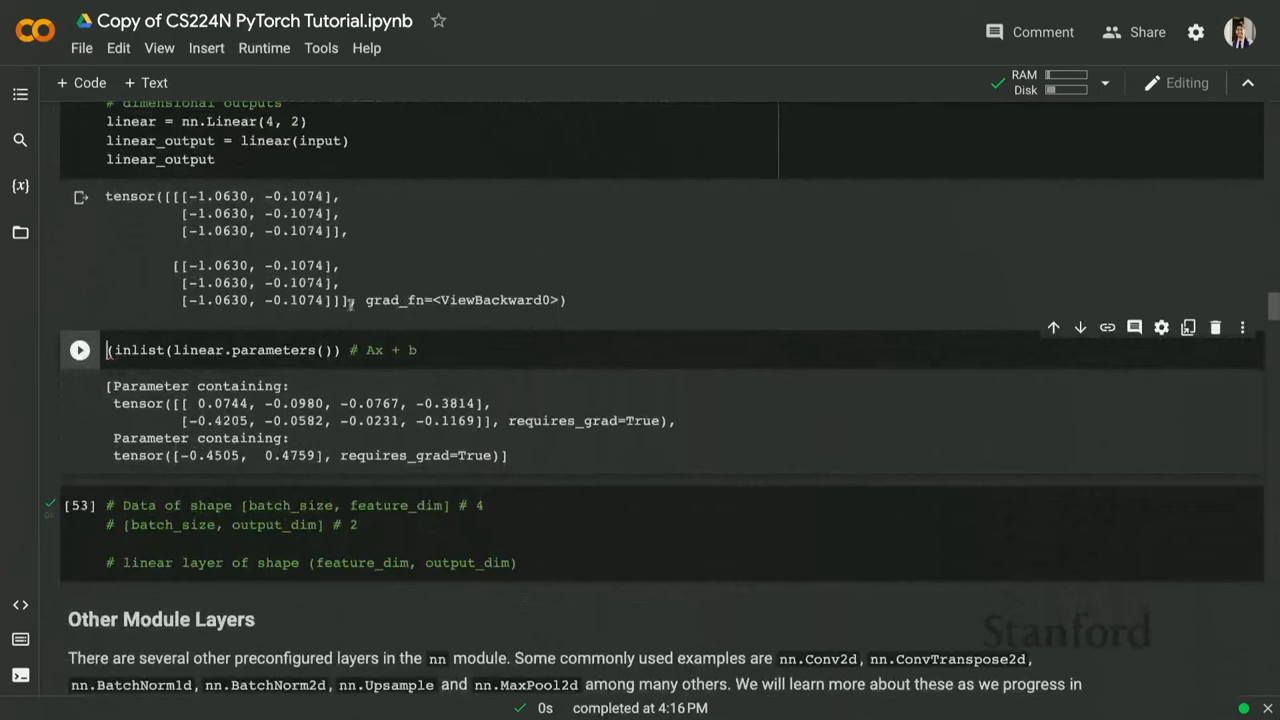 Copy of CS224N PyTorch Tutorial.ipynb
File Edit View Insert Runtime Tools Help
Comment Share
+ Code + Text
RAM
Disk
Editing
# dimensional outputs
linear = nn.Linear(4, 2)
linear_output = linear(input)
linear_output
tensor([[[-1.0630, -0.1074],
[-1.0630, -0.1074],
[-1.0630, -0.1074]],
[[-1.0630, -0.1074],
[-1.0630, -0.1074],
[-1.0630, -0.1074]]], grad_fn=<ViewBackward0>)
(inlist(linear.parameters()) # Ax + b
[Parameter containing:
tensor([[ 0.0744, -0.0980, -0.0767, -0.3814],
[-0.4205, -0.0582, -0.0231, -0.1169]], requires_grad=True),
Parameter containing:
tensor([-0.4505, 0.4759], requires_grad=True)]
[53] # Data of shape [batch_size, feature_dim] # 4
# [batch_size, output_dim] # 2
# linear layer of shape (feature_dim, output_dim)
Other Module Layers
There are several other preconfigured layers in the nn module. Some commonly used examples are nn.Conv2d, nn.ConvTranspose2d,
nn.BatchNorm1d, nn.BatchNorm2d, nn.Upsample and nn.MaxPool2d among many others. We will learn more about these as we progress in
Stanford
0s completed at 4:16 PM